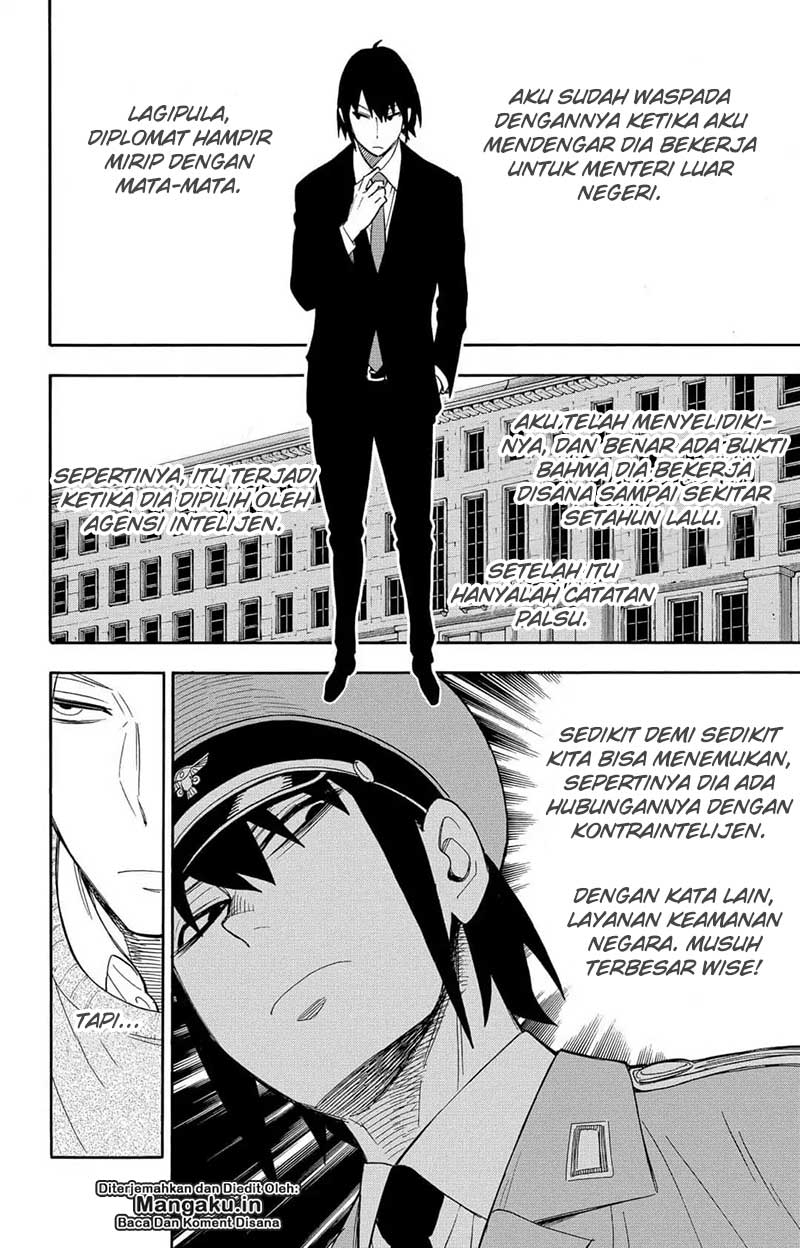 AKU SUDAH WASPADA
DENGANNYA KETIKA AKU
MENDENGAR DIA BEKERJA
UNTUK MENTERI LUAR
NEGERI.
LAGIPULA,
DIPLOMAT HAMPIR
MIRIP DENGAN
MATA-MATA.
AKU TELAH MENYELIDIKI-
NYA, DAN BENAR ADA BUKTI
BAHWA DIA BEKERJA
DISANA SAMPAI SEKITAR
SETAHUN LALU.
SETELAH ITU
HANYALAH CATATAN
PALSU.
SEPERTINYA, ITU TERJADI
KETIKA DIA DIPILIH OLEH
AGENSI INTELIJEN.
SEDIKIT DEMI SEDIKIT
KITA BISA MENEMUKAN,
SEPERTINYA DIA ADA
HUBUNGANNYA DENGAN
KONTRAINTELIJEN.
DENGAN KATA LAIN,
LAYANAN KEAMANAN
NEGARA. MUSUH
TERBESAR WISE!
TAPI...
Diterjemahkan dan Diedit Oleh:
Mangaku.in
Baca Dan Koment Disana